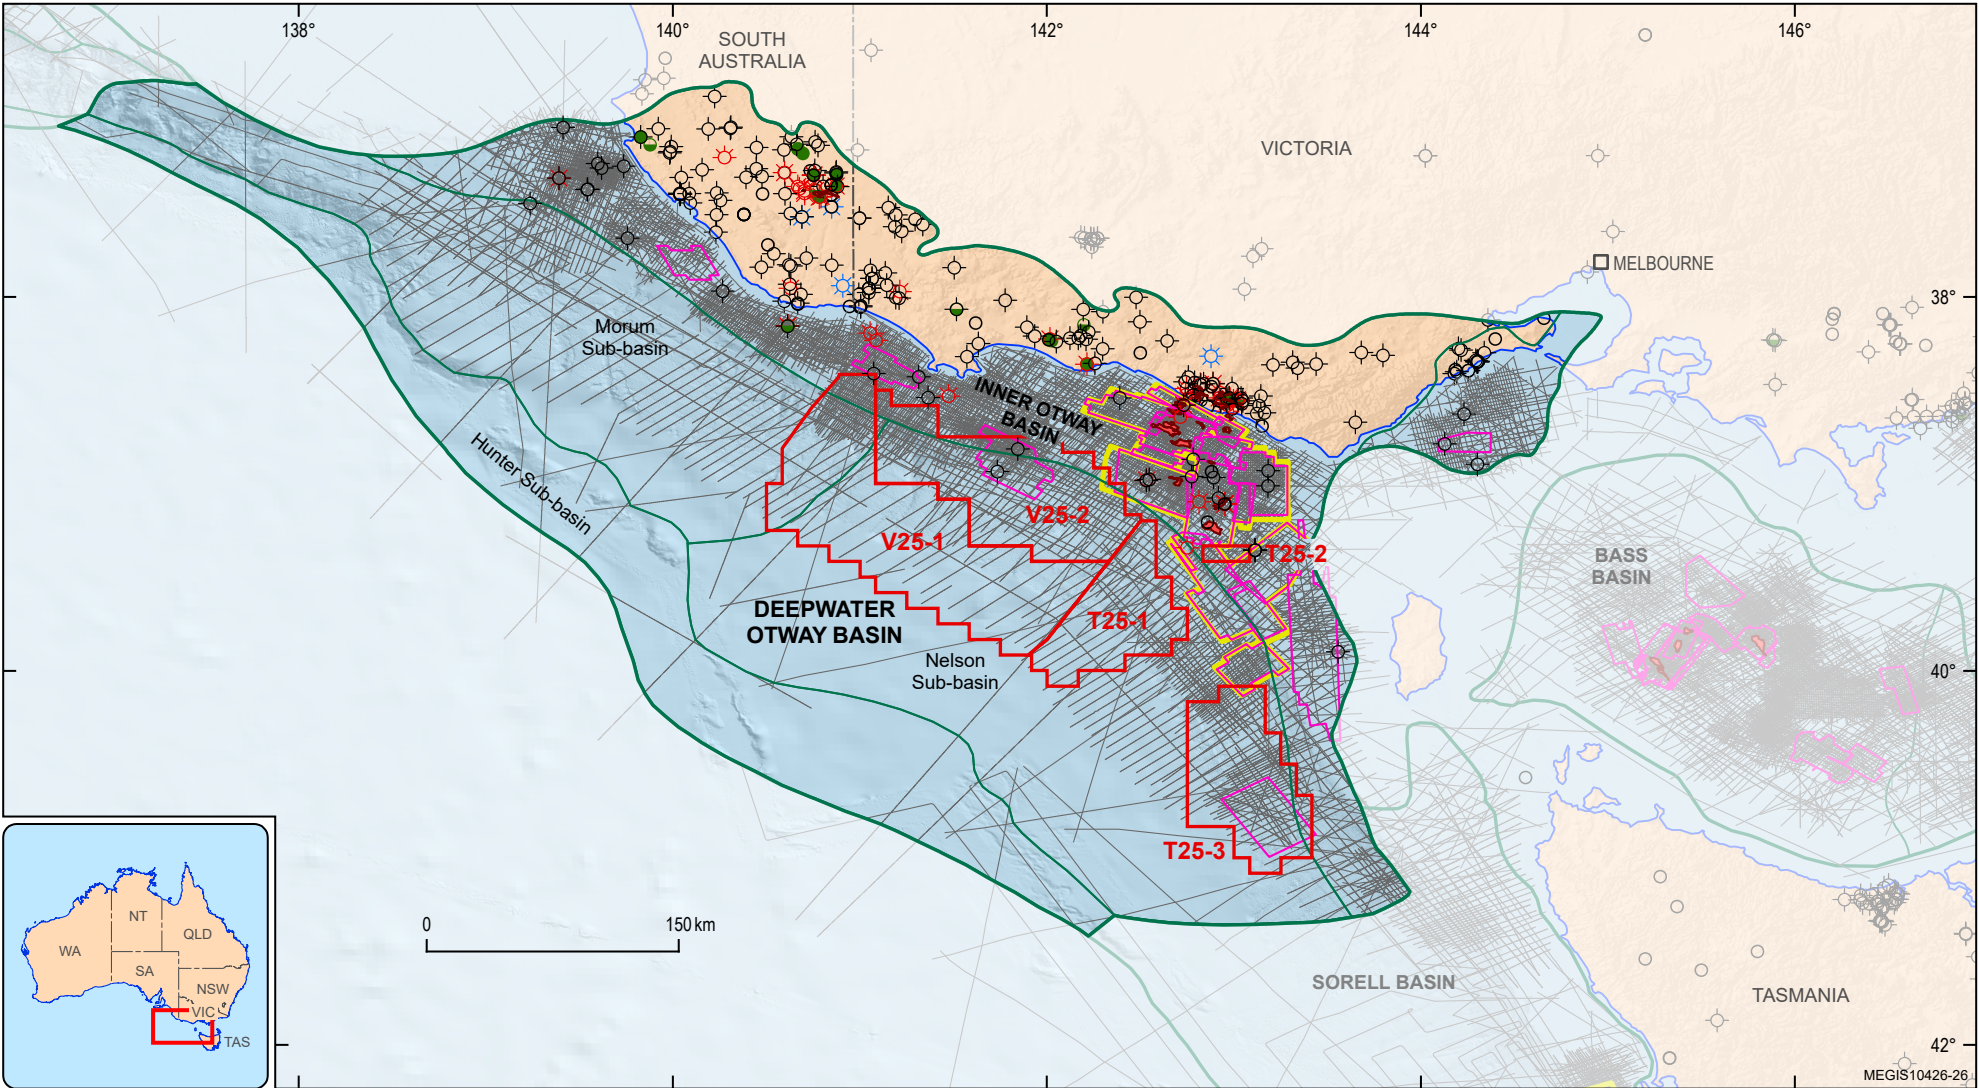 138°
140°
142°
144°
146°
SOUTH
AUSTRALIA
VICTORIA
MELBOURNE
38°
38°
Morum
Sub-basin
INNER OTWAY
BASIN
Hunter Sub-basin
V25-2
V25-1
T25-2
BASS
BASIN
DEEPWATER
OTWAY BASIN
T25-1
Nelson
Sub-basin
40°
T25-3
0
150 km
NT
QLD
WA
SA
NSW
VIC
TAS
SORELL BASIN
TASMANIA
42°
MEGIS10426-26